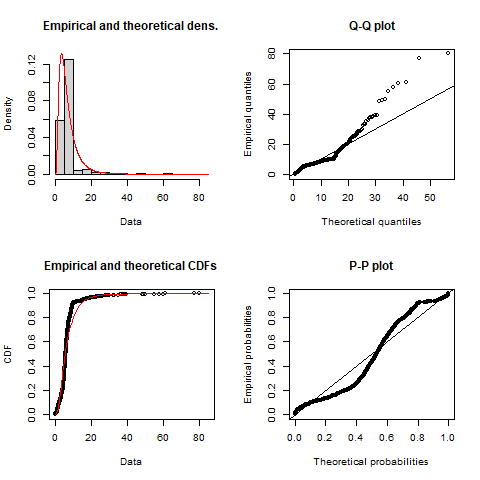 Empirical and theoretical dens.
Density
0.00 0.04 0.08 0.12
0 20 40 60 80
Data
Q-Q plot
Empirical quantiles
0 20 40 60 80
0 10 20 30 40 50
Theoretical quantiles
Empirical and theoretical CDFs
CDF
0.0 0.2 0.4 0.6 0.8 1.0
0 20 40 60 80
Data
P-P plot
Empirical probabilities
0.0 0.2 0.4 0.6 0.8 1.0
0.0 0.2 0.4 0.6 0.8 1.0
Theoretical probabilities